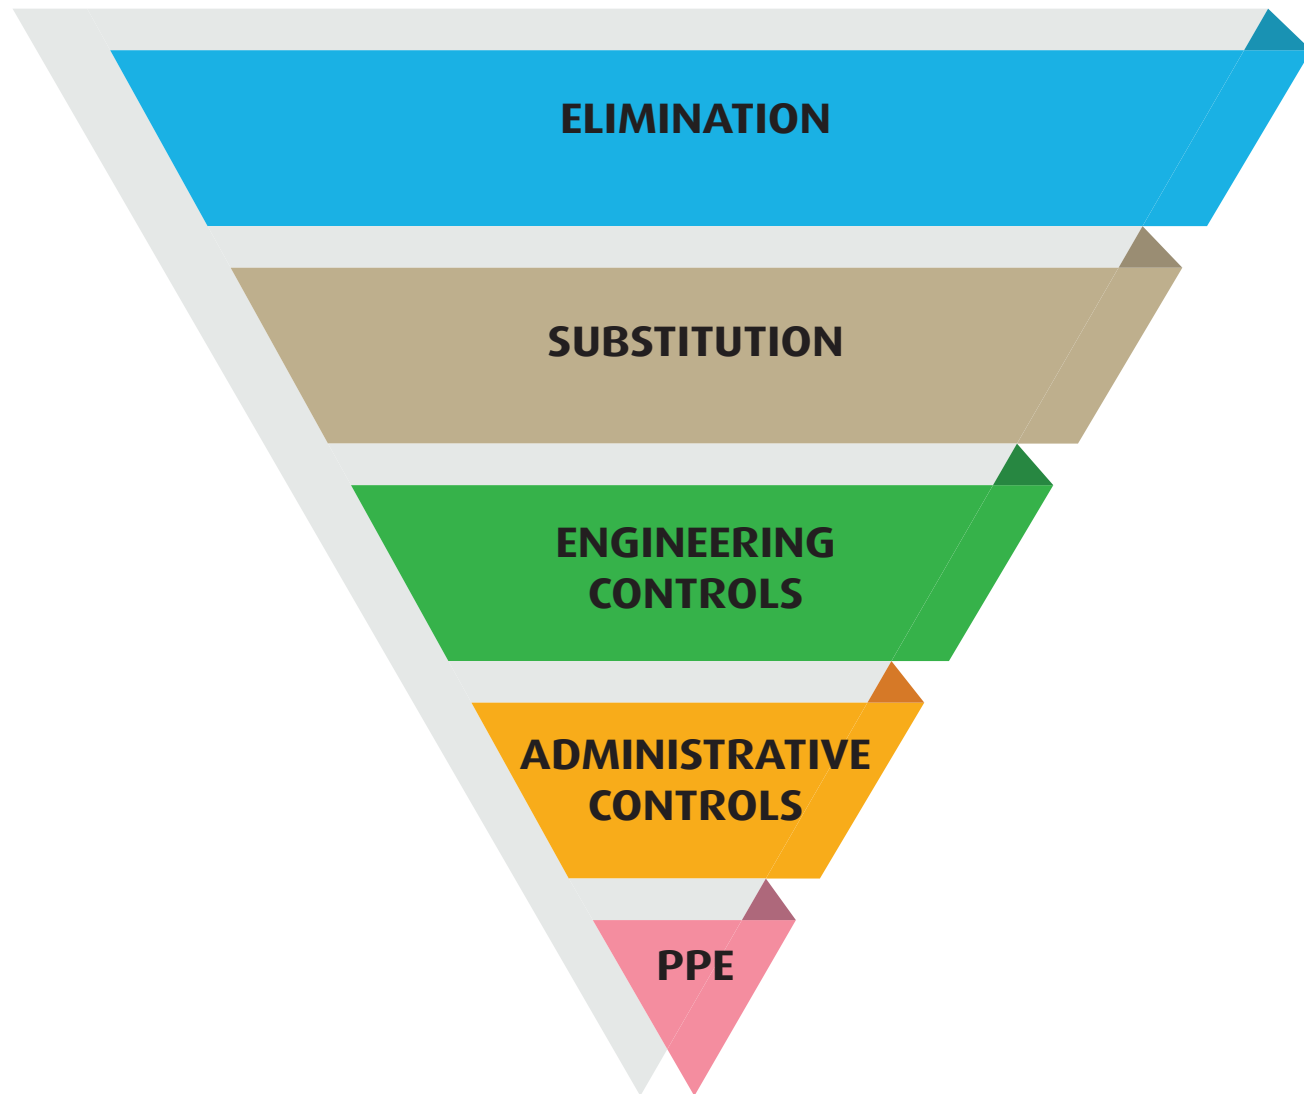 ELIMINATION
SUBSTITUTION
ENGINEERING
CONTROLS
ADMINISTRATIVE
CONTROLS
PPE